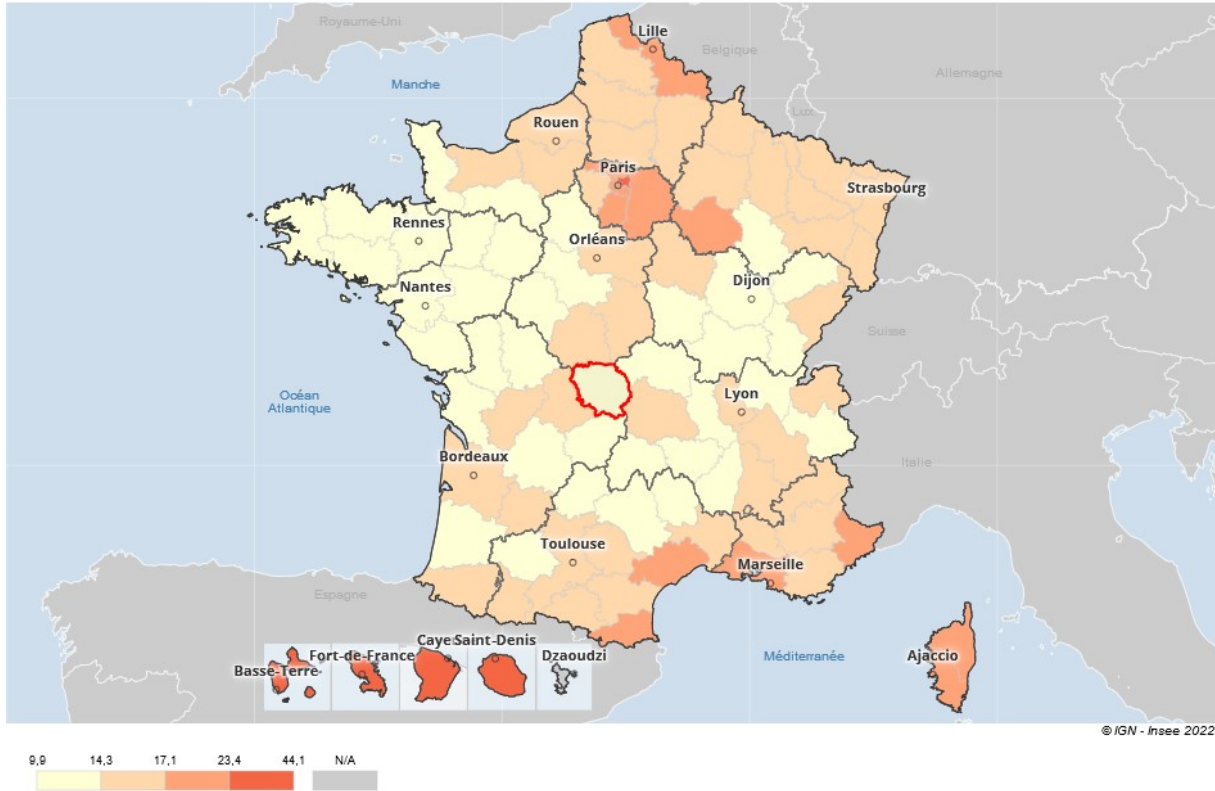 Royaume-Uni
Lille
Belgique
Allemagne
Manche
Lux
Rouen
Paris
Strasbourg
Rennes
Orléans
Dijon
Nantes
Suisse
Océan
Atlantique
Lyon
Bordeaux
Italie
Toulouse
Marseille
Espagne
Caye
Saint-Denis
Fort-de-France
Dzaoudzi
Basse-Terre
Méditerranée
Ajaccio
© IGN - Insee 2022
9,9 14,3 17,1 23,4 44,1 N/A